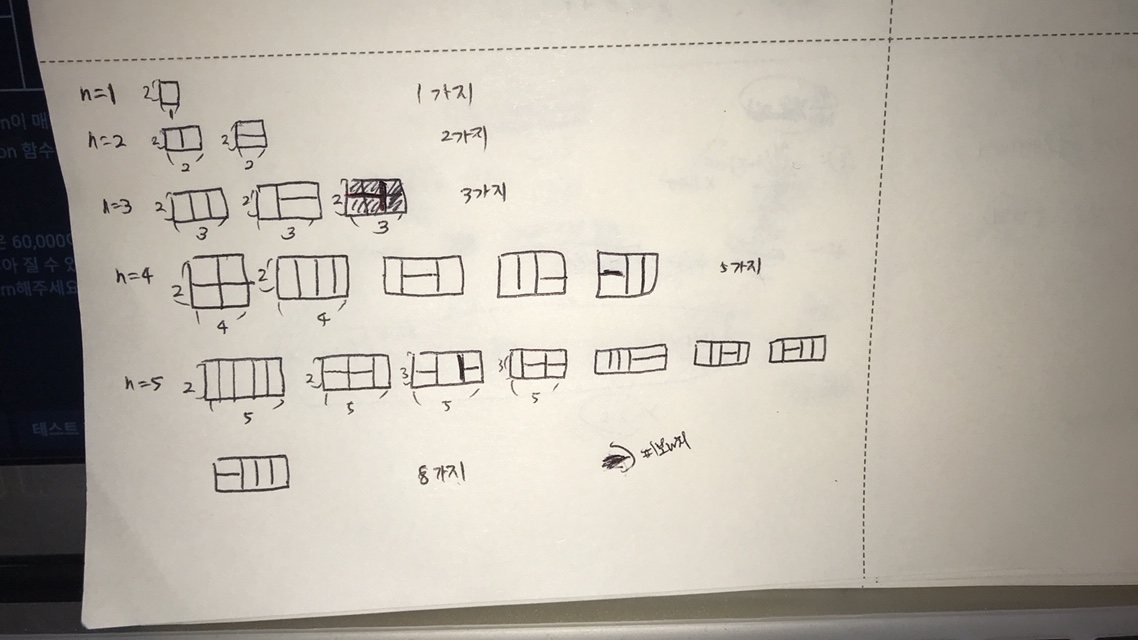 n=1 2 1 1가지
n=2 2 2 2 2 2가지
n=3 2 3 2 3 2 3 3가지
n=4 2 4 2 4 5가지
n=5 2 5 2 5 3 5 3 5
8가지 피보나치
n이 매
on 함수
은 60,000
아 질 수 있
rn해주세요
테스트